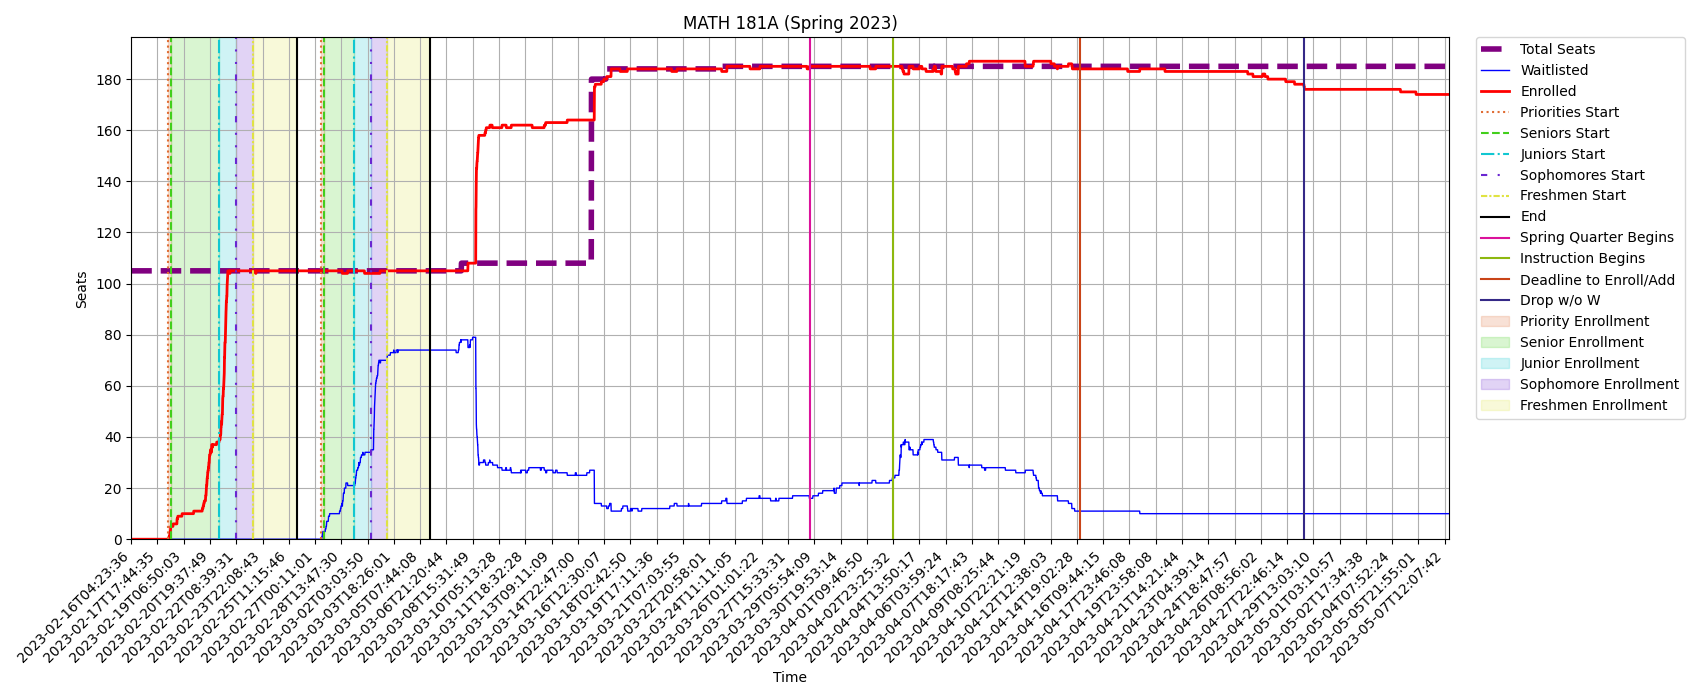 MATH 181A (Spring 2023)
Seats
180
160
140
120
100
80
60
40
20
0
2023-02-16T04:23:36
2023-02-17T17:44:35
2023-02-19T06:50:03
2023-02-20T19:37:49
2023-02-22T08:39:31
2023-02-23T22:08:43
2023-02-25T11:15:46
2023-02-27T00:11:01
2023-02-28T13:47:30
2023-03-02T03:03:50
2023-03-03T18:26:01
2023-03-05T07:44:08
2023-03-06T21:20:44
2023-03-08T15:31:49
2023-03-10T05:13:28
2023-03-11T18:32:28
2023-03-13T09:11:09
2023-03-14T22:47:00
2023-03-16T12:30:07
2023-03-18T02:42:50
2023-03-19T17:11:36
2023-03-21T07:03:55
2023-03-22T20:58:01
2023-03-24T11:11:05
2023-03-26T01:01:22
2023-03-27T15:33:31
2023-03-29T05:54:09
2023-03-30T19:53:14
2023-04-01T09:46:50
2023-04-02T23:25:32
2023-04-04T13:50:17
2023-04-06T03:59:24
2023-04-07T18:17:43
2023-04-09T08:25:44
2023-04-10T22:21:19
2023-04-12T12:38:03
2023-04-14T19:02:28
2023-04-16T09:44:15
2023-04-17T23:46:08
2023-04-19T23:58:08
2023-04-21T14:21:44
2023-04-23T04:39:14
2023-04-24T18:47:57
2023-04-26T08:56:02
2023-04-27T22:46:14
2023-04-29T13:03:10
2023-05-01T03:10:57
2023-05-02T17:34:38
2023-05-04T07:52:24
2023-05-05T21:55:01
2023-05-07T12:07:42
Time
Total Seats
Waitlisted
Enrolled
Priorities Start
Seniors Start
Juniors Start
Sophomores Start
Freshmen Start
End
Spring Quarter Begins
Instruction Begins
Deadline to Enroll/Add
Drop w/o W
Priority Enrollment
Senior Enrollment
Junior Enrollment
Sophomore Enrollment
Freshmen Enrollment